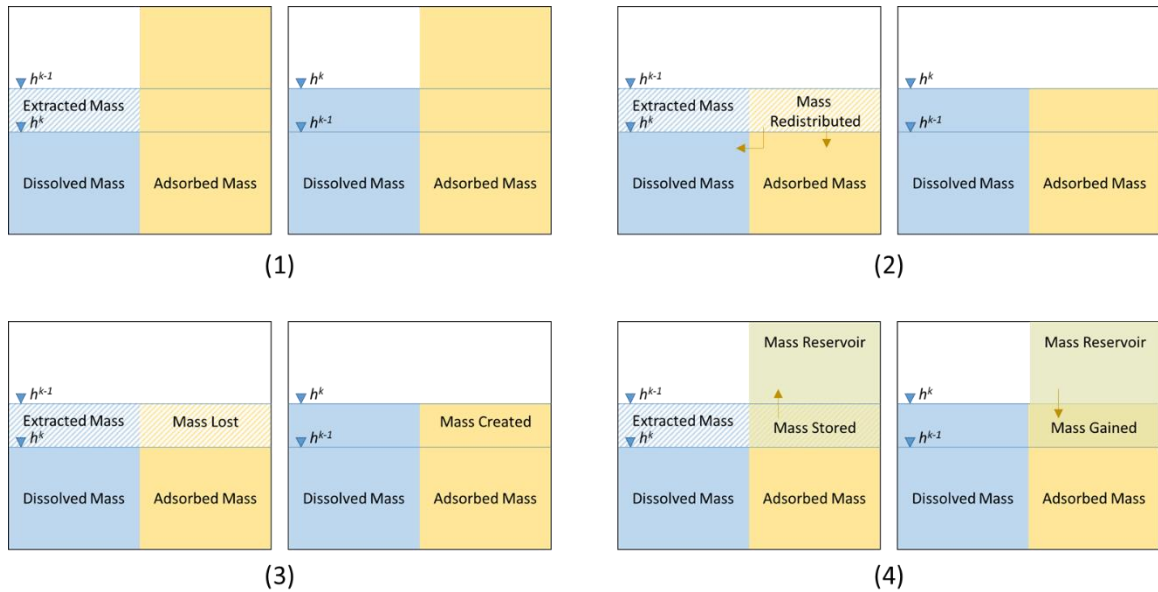 h^{k-1}
Extracted Mass
h^k
Dissolved Mass Adsorbed Mass
h^k
h^{k-1}
Dissolved Mass Adsorbed Mass
(1)
h^{k-1}
Extracted Mass Mass
Redistributed
h^k
Dissolved Mass Adsorbed Mass
h^k
h^{k-1}
Dissolved Mass Adsorbed Mass
(2)
h^{k-1}
Extracted Mass Mass Lost
h^k
Dissolved Mass Adsorbed Mass
h^k
Mass Created
h^{k-1}
Dissolved Mass Adsorbed Mass
(3)
Mass Reservoir
h^{k-1}
Extracted Mass Mass Stored
h^k
Dissolved Mass Adsorbed Mass
Mass Reservoir
h^k
Mass Gained
h^{k-1}
Dissolved Mass Adsorbed Mass
(4)